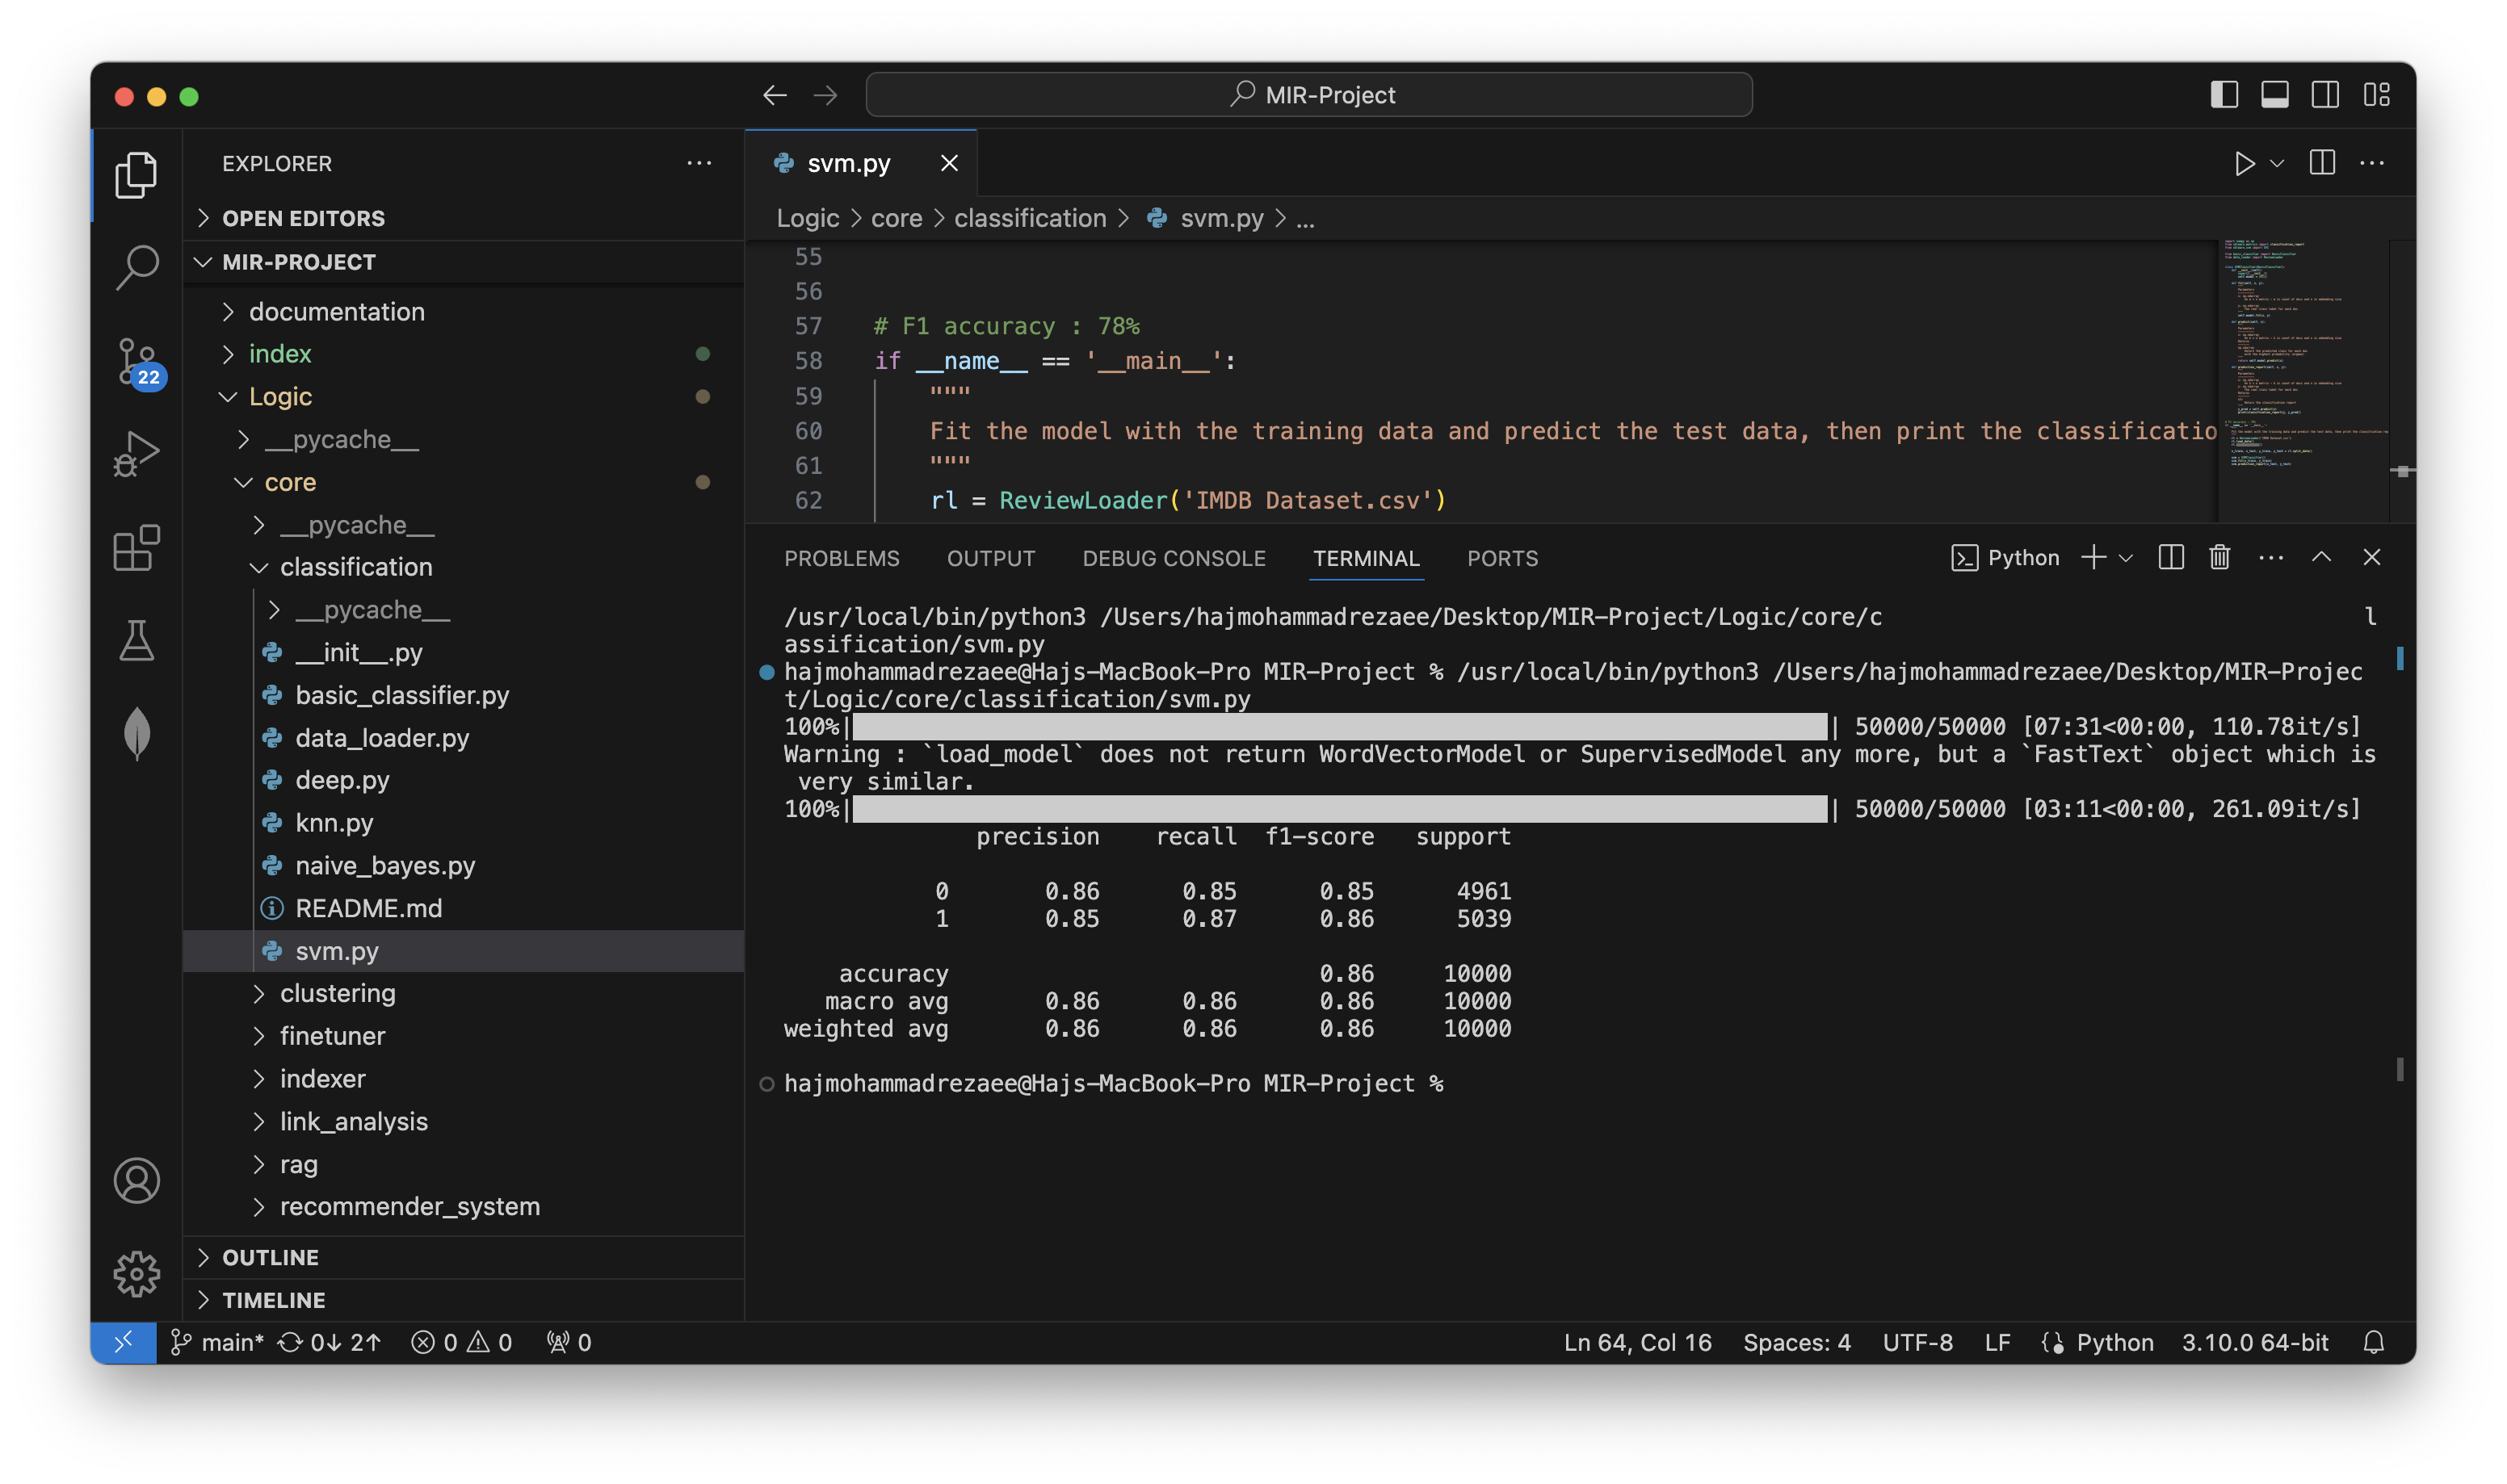 MIR-Project
EXPLORER
OPEN EDITORS
MIR-PROJECT
documentation
index
Logic
__pycache__
core
__pycache__
classification
__pycache__
__init__.py
basic_classifier.py
data_loader.py
deep.py
knn.py
naive_bayes.py
README.md
svm.py
clustering
finetuner
indexer
link_analysis
rag
recommender_system
OUTLINE
TIMELINE
22
svm.py
Logic > core > classification > svm.py > ...
55
56
57 # F1 accuracy : 78%
58 if __name__ == '__main__':
59 """
60 Fit the model with the training data and predict the test data, then print the classificatio
61 """
62 rl = ReviewLoader('IMDB Dataset.csv')
PROBLEMS OUTPUT DEBUG CONSOLE TERMINAL PORTS Python
/usr/local/bin/python3 /Users/hajmohammadrezaee/Desktop/MIR-Project/Logic/core/c l
assification/svm.py
hajmohammadrezaee@Hajs-MacBook-Pro MIR-Project % /usr/local/bin/python3 /Users/hajmohammadrezaee/Desktop/MIR-Projec
t/Logic/core/classification/svm.py
100%| | 50000/50000 [07:31<00:00, 110.78it/s]
Warning : `load_model` does not return WordVectorModel or SupervisedModel any more, but a `FastText` object which is
very similar.
100%| | 50000/50000 [03:11<00:00, 261.09it/s]
precision recall f1-score support
0 0.86 0.85 0.85 4961
1 0.85 0.87 0.86 5039
accuracy 0.86 10000
macro avg 0.86 0.86 0.86 10000
weighted avg 0.86 0.86 0.86 10000
hajmohammadrezaee@Hajs-MacBook-Pro MIR-Project %
main* 0↓ 2↑ 0 0 0 Ln 64, Col 16 Spaces: 4 UTF-8 LF Python 3.10.0 64-bit